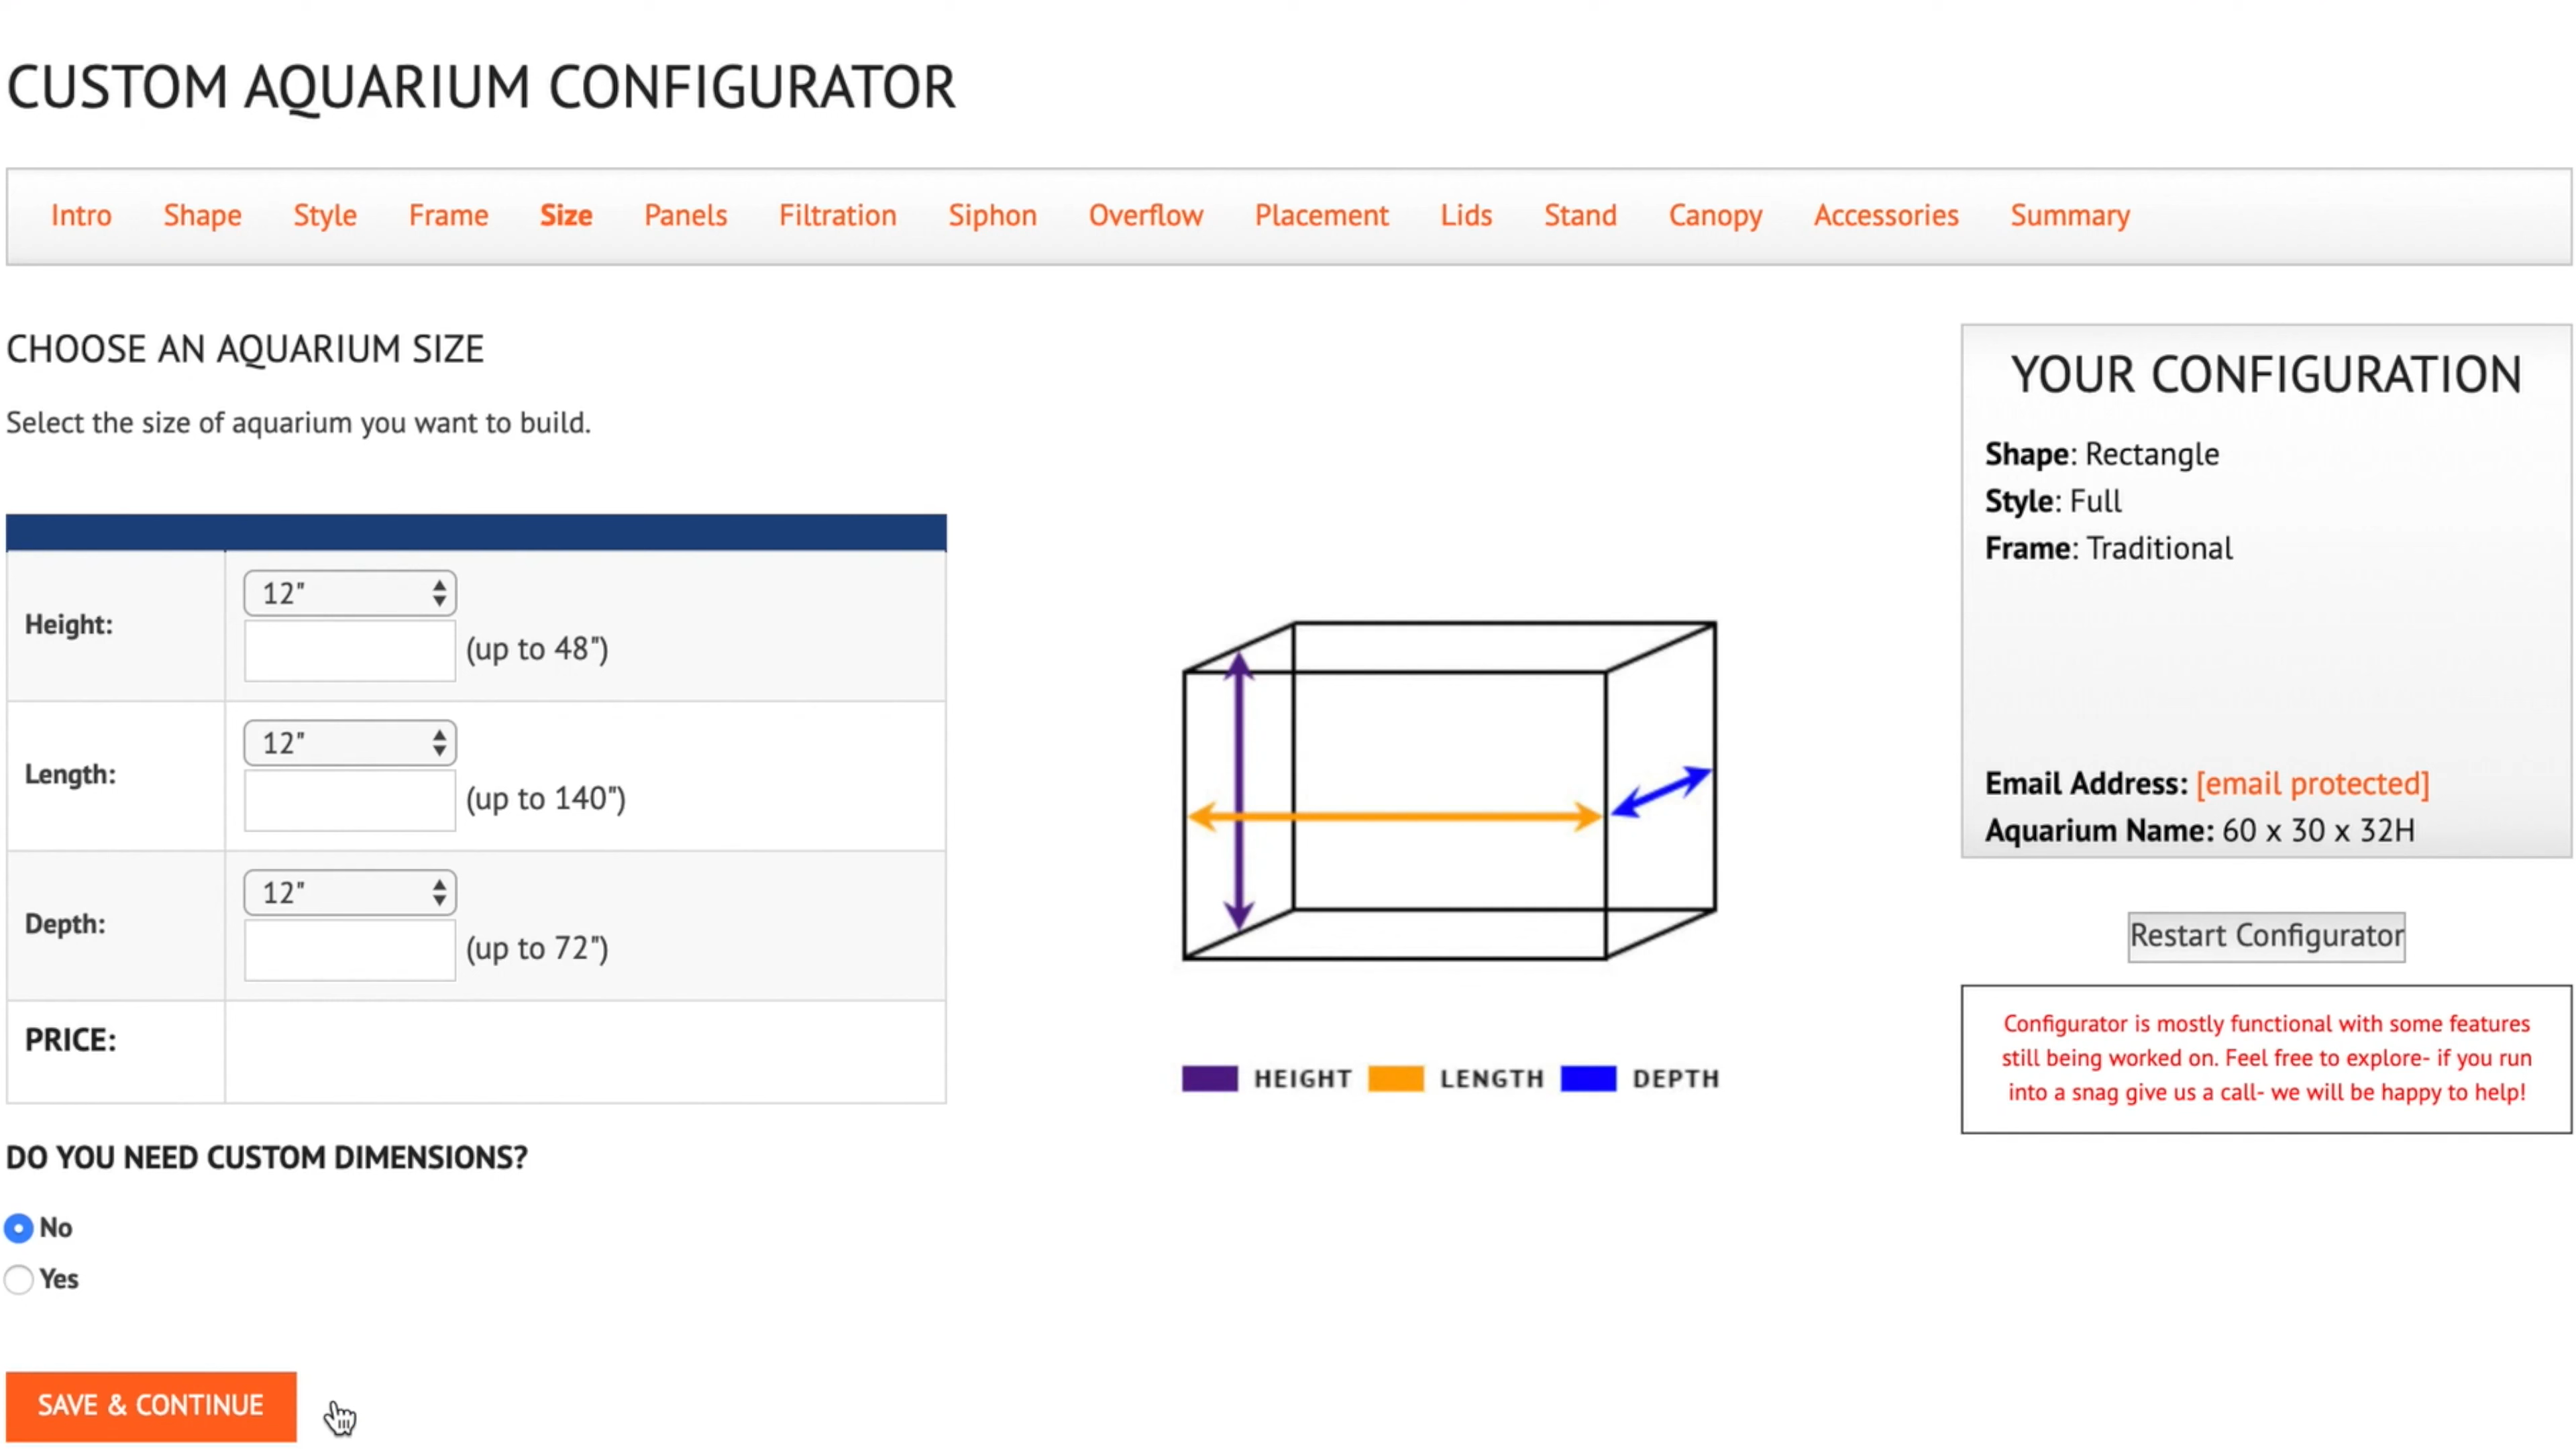 CUSTOM AQUARIUM CONFIGURATOR
Intro Shape Style Frame Size Panels Filtration Siphon Overflow Placement Lids Stand Canopy Accessories Summary
CHOOSE AN AQUARIUM SIZE
Select the size of aquarium you want to build.
Height:
12"
(up to 48")
Length:
12"
(up to 140")
Depth:
12"
(up to 72")
PRICE:
HEIGHT LENGTH DEPTH
DO YOU NEED CUSTOM DIMENSIONS?
No
Yes
SAVE & CONTINUE
YOUR CONFIGURATION
Shape: Rectangle
Style: Full
Frame: Traditional
Email Address: [email protected]
Aquarium Name: 60 x 30 x 32H
Restart Configurator
Configurator is mostly functional with some features
still being worked on. Feel free to explore- if you run
into a snag give us a call- we will be happy to help!